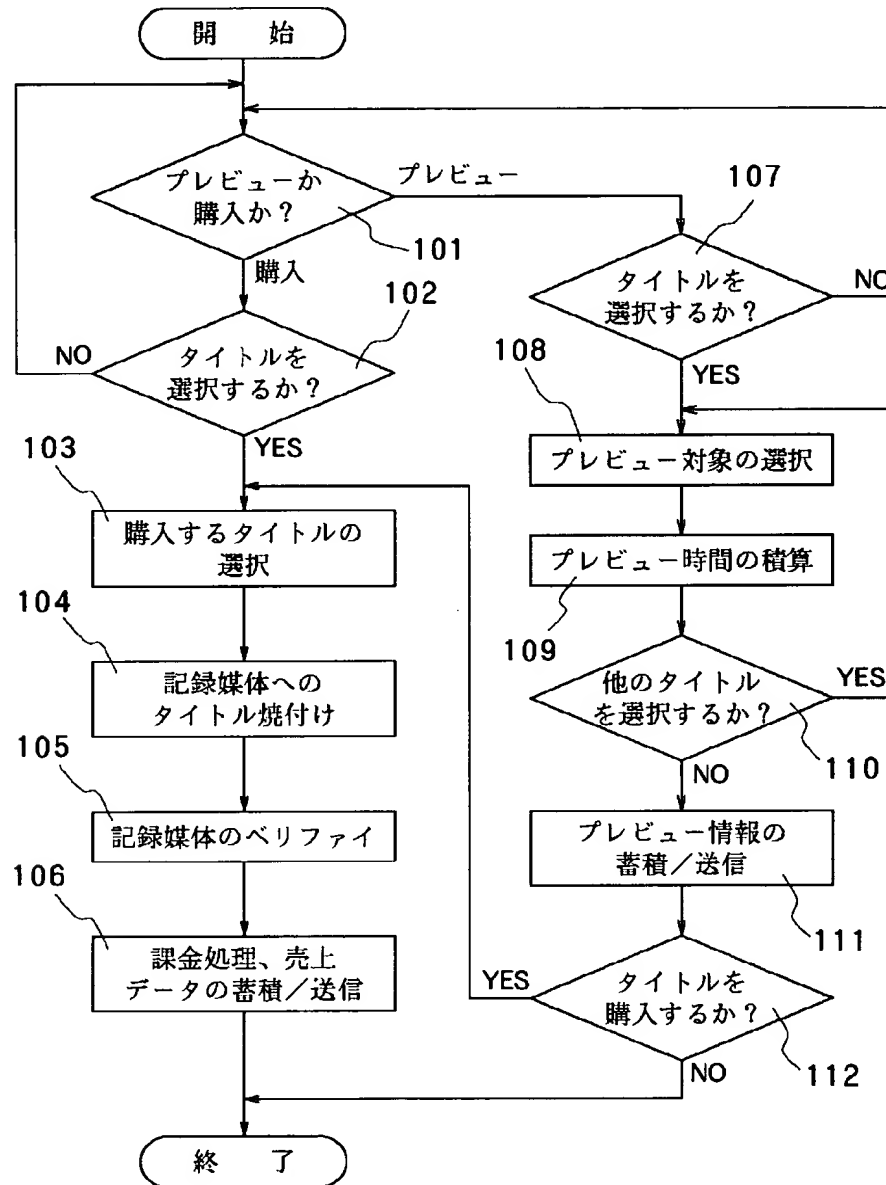 開 始
プレビューか
購入か？
プレビュー
101
購入
107
タイトルを
選択するか？
NO
YES
102
タイトルを
選択するか？
NO
YES
108
プレビュー対象の選択
103
購入するタイトルの
選択
プレビュー時間の積算
109
104
記録媒体への
タイトル焼付け
他のタイトル
を選択するか？
YES
110
NO
105
記録媒体のベリファイ
プレビュー情報の
蓄積／送信
111
106
課金処理、売上
データの蓄積／送信
YES
タイトルを
購入するか？
112
NO
終 了